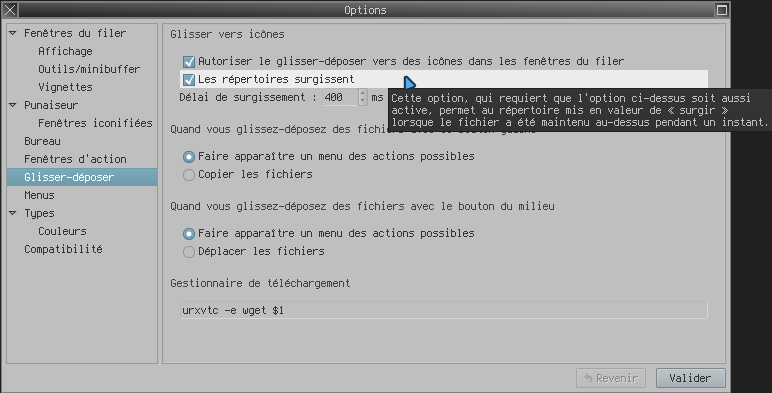 Options
Fenêtres du filer
Affichage
Outils/minibuffer
Vignettes
Punaiseur
Fenêtres iconifiées
Bureau
Fenêtres d'action
Glisser-déposer
Menus
Types
Couleurs
Compatibilité
Glisser vers icônes
Autoriser le glisser-déposer vers des icônes dans les fenêtres du filer
Les répertoires surgissent
Délai de surgissement : 400 ms
Cette option, qui requiert que l'option ci-dessus soit aussi
active, permet au répertoire mis en valeur de « surgir »
lorsque le fichier a été maintenu au-dessus pendant un instant.
Quand vous glissez-déposez des fichiers
Faire apparaître un menu des actions possibles
Copier les fichiers
Quand vous glissez-déposez des fichiers avec le bouton du milieu
Faire apparaître un menu des actions possibles
Déplacer les fichiers
Gestionnaire de téléchargement
urxvtc -e wget $1
Revenir
Valider